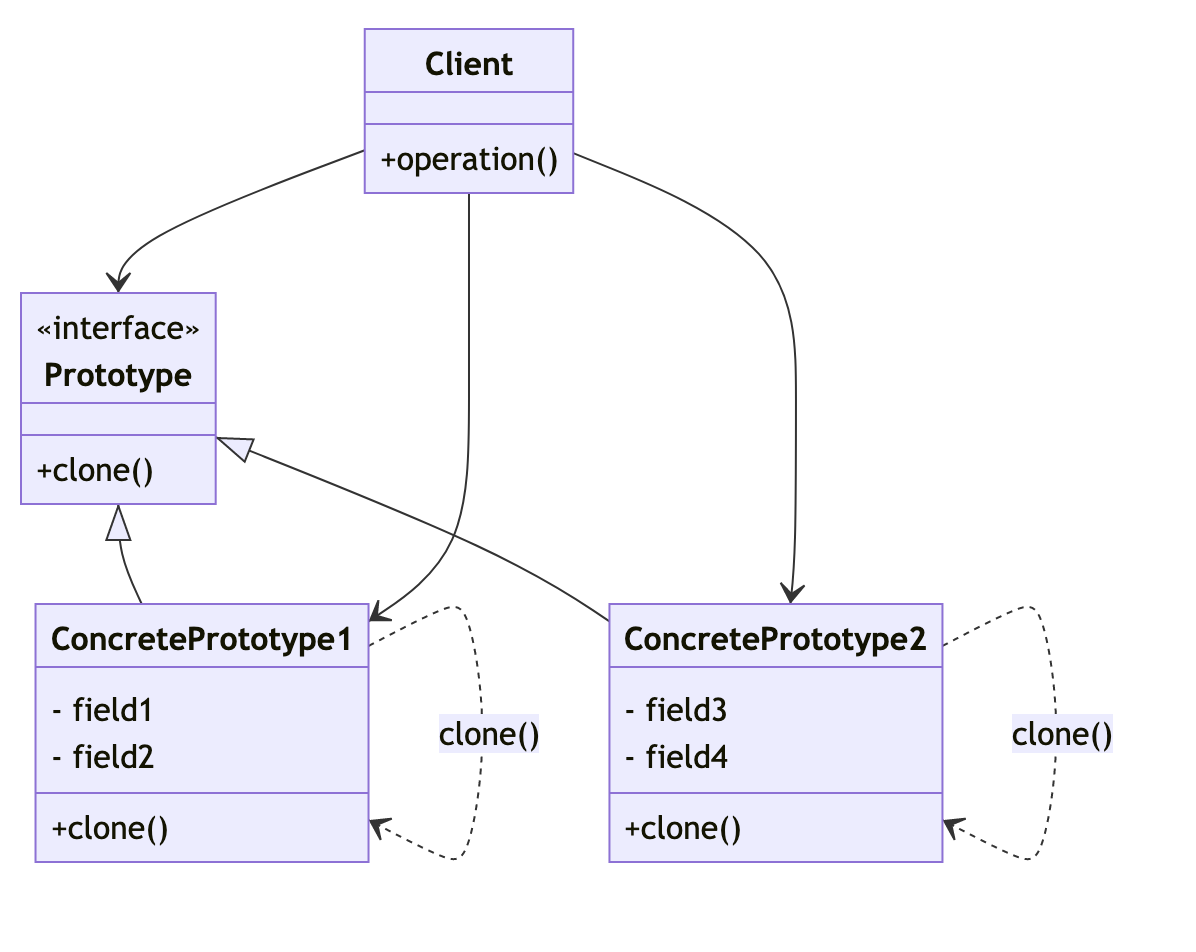 Client
+operation()
«interface»
Prototype
+clone()
ConcretePrototype1
- field1
- field2
+clone()
clone()
ConcretePrototype2
- field3
- field4
+clone()
clone()